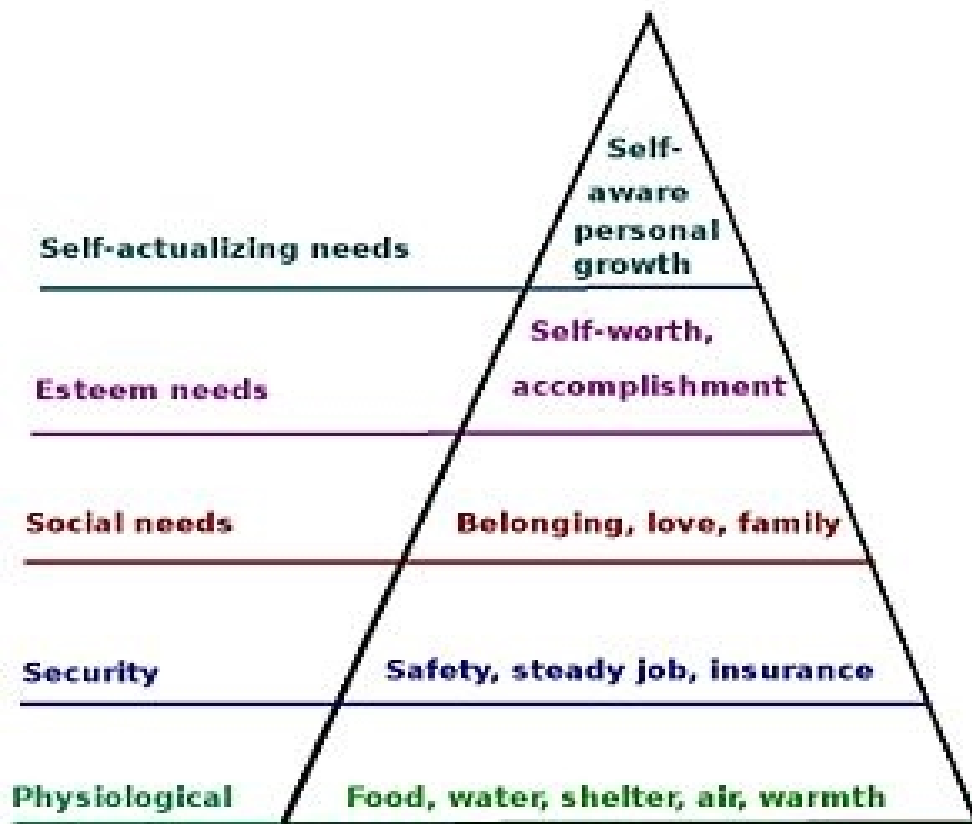 Self-
aware
personal
growth
Self-actualizing needs
Self-worth,
accomplishment
Esteem needs
Social needs
Belonging, love, family
Security
Safety, steady job, insurance
Physiological
Food, water, shelter, air, warmth